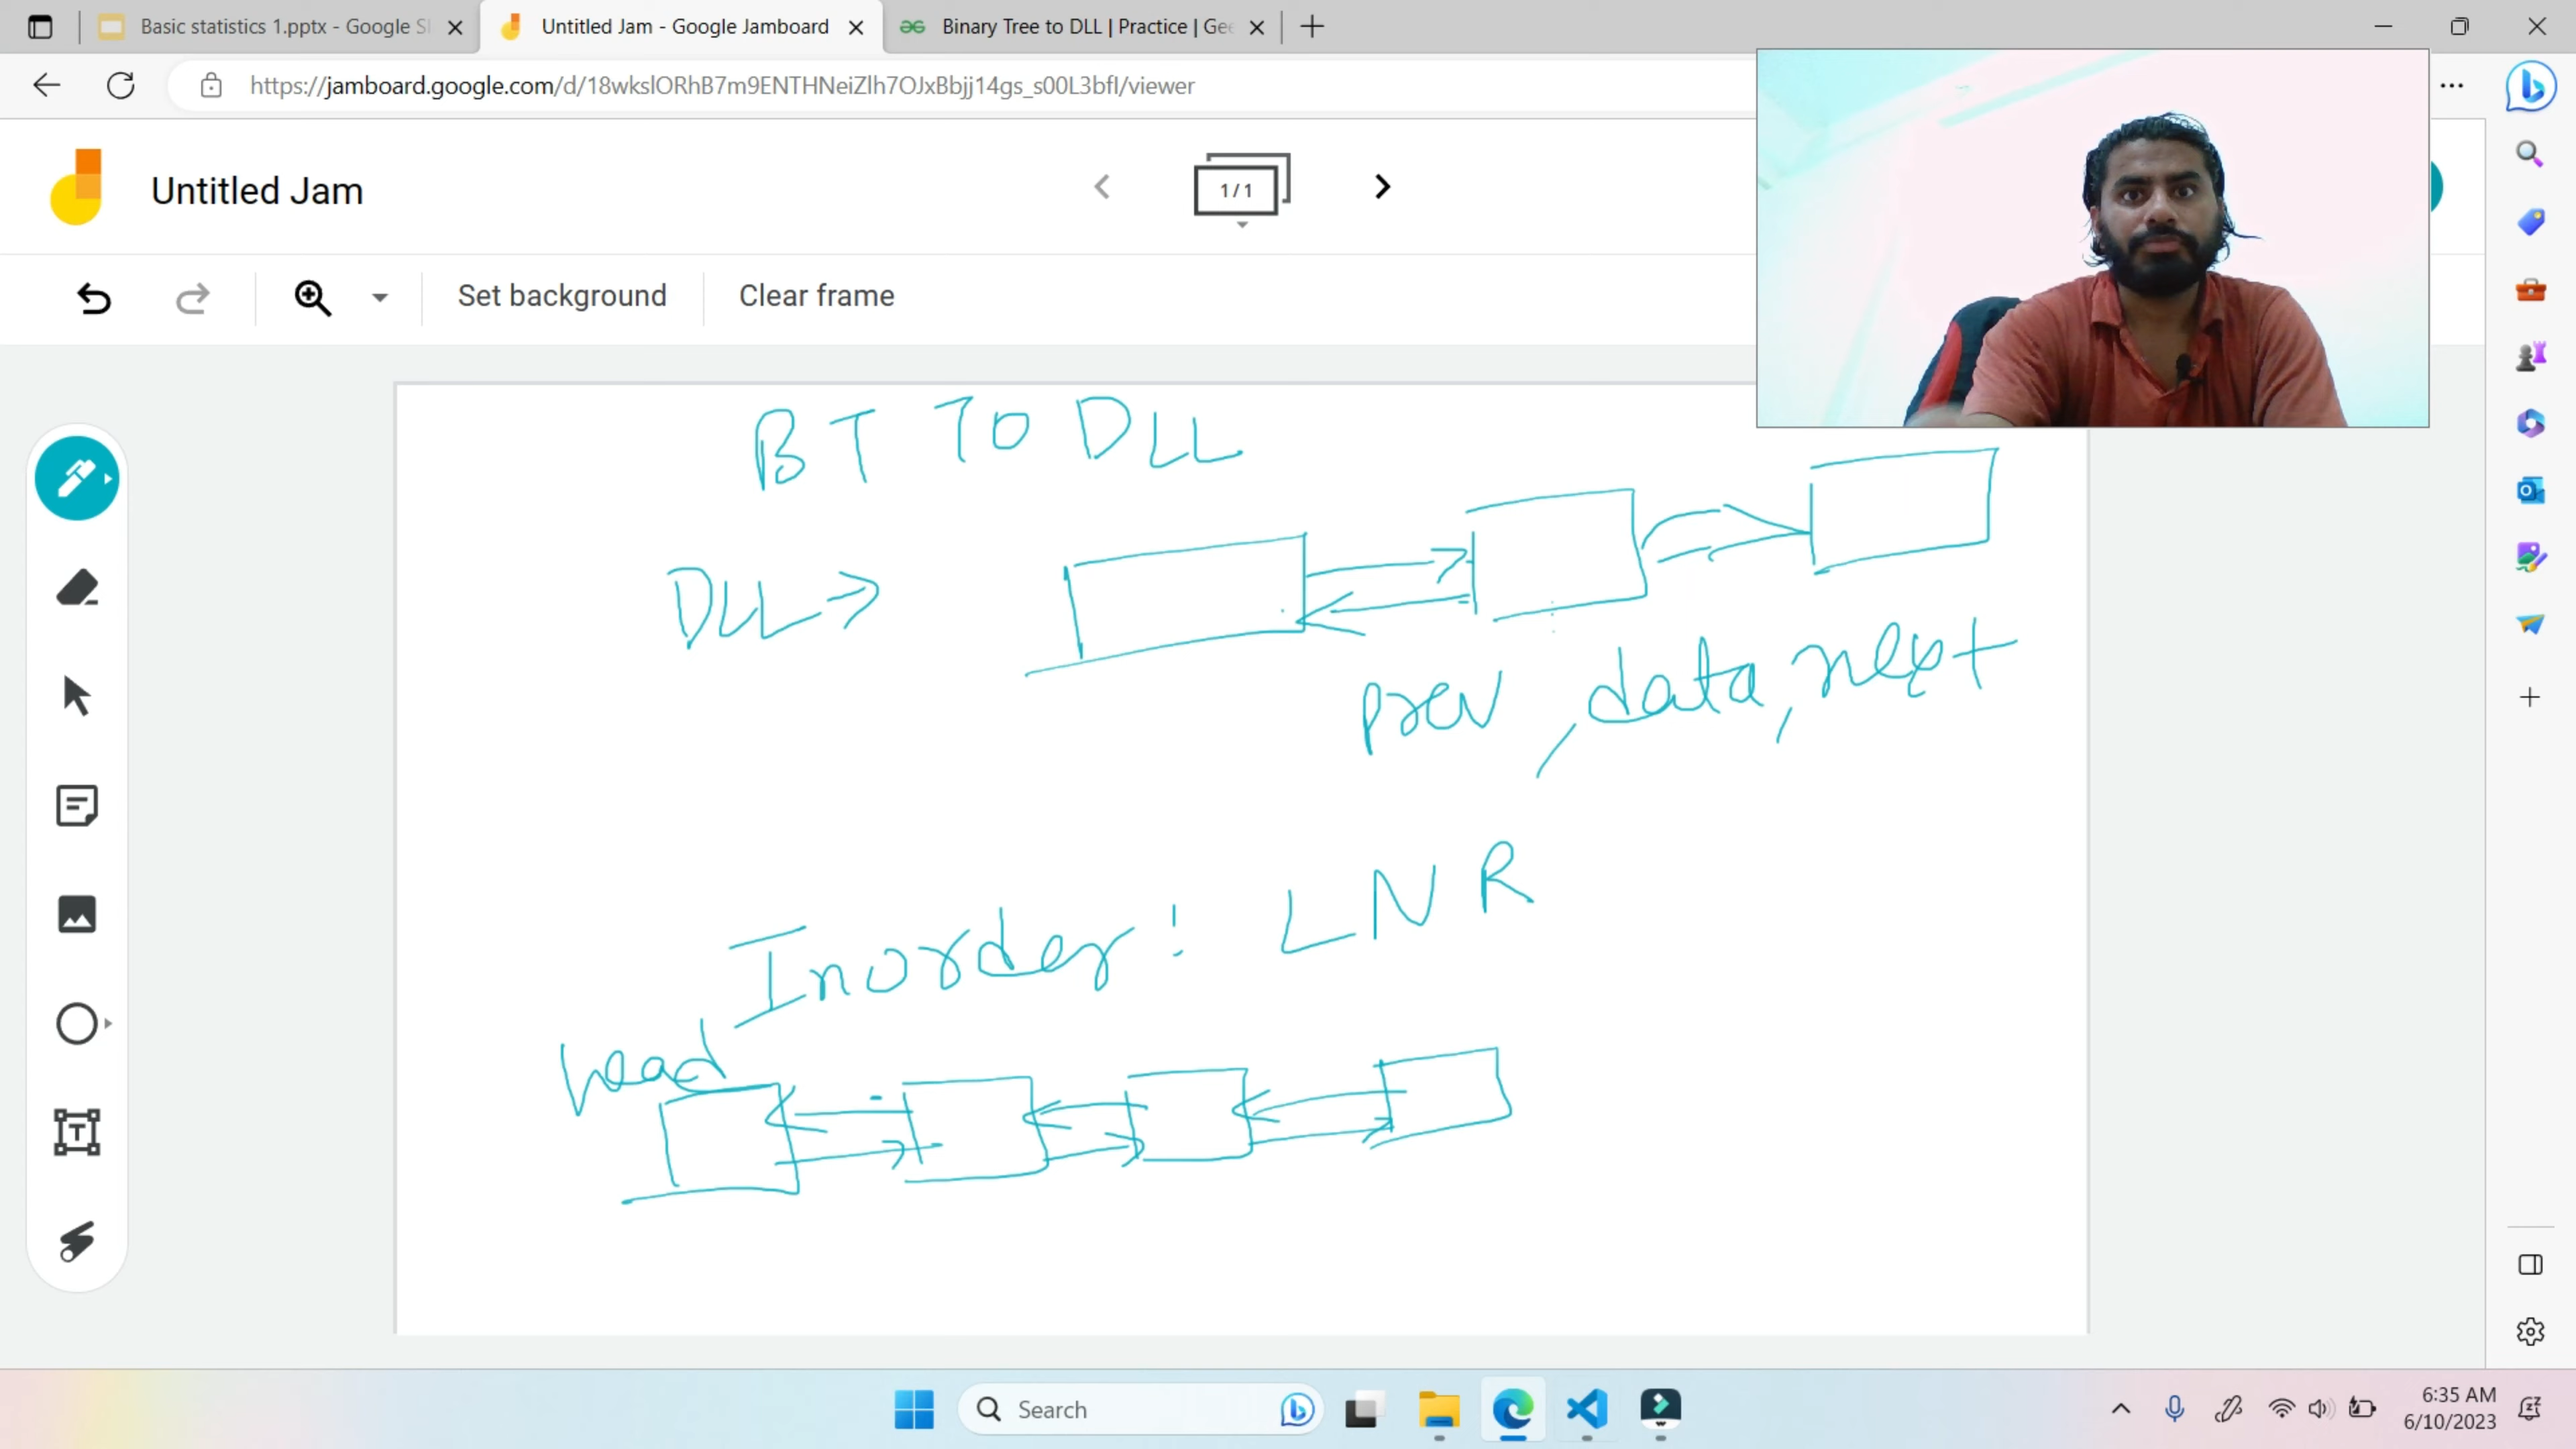 Basic statistics 1.pptx - Google Sl
Untitled Jam - Google Jamboard
Binary Tree to DLL | Practice | Gee
https://jamboard.google.com/d/18wkslORhB7m9ENTHNeiZlh7OJxBbjj14gs_s00L3bfI/viewer
Untitled Jam
1 / 1
Set background
Clear frame
BT TO DLL
DLL →
prev , data, next
Inorder: LNR
head
Search
6:35 AM
6/10/2023